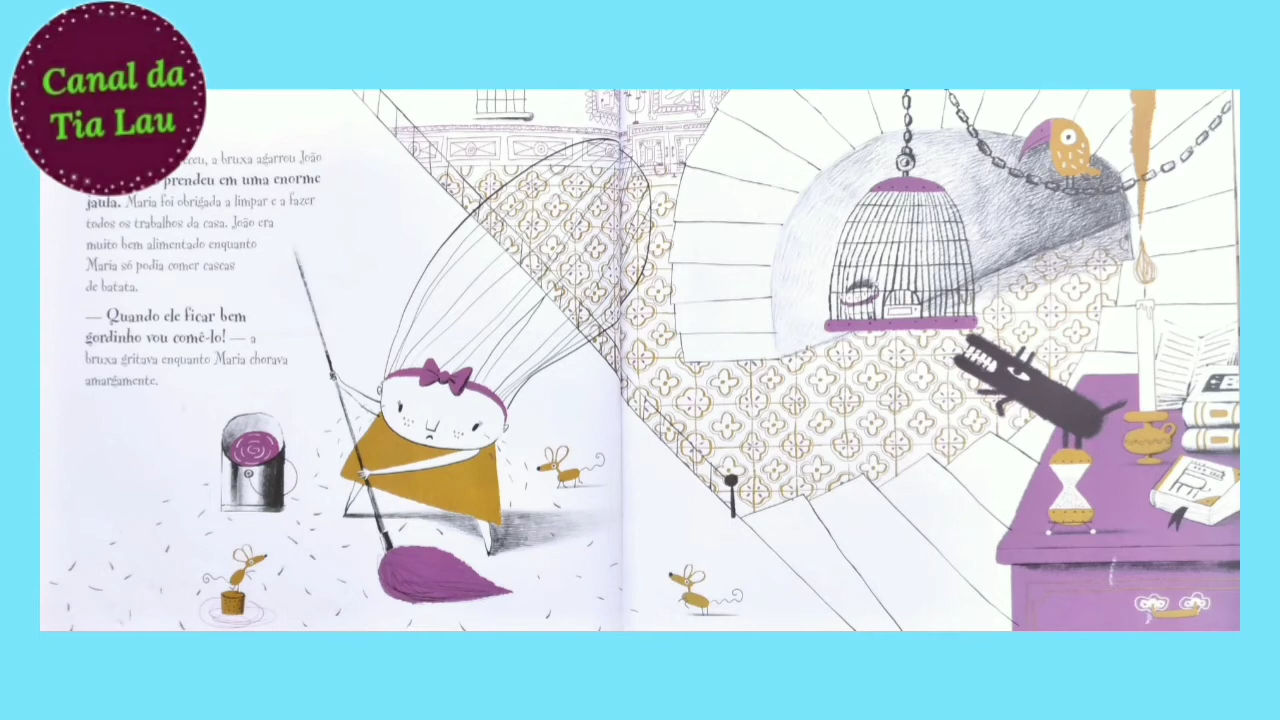 Canal da
Tia Lau
a bruxa agarrou João
prendeu em uma enorme
jaula. Maria foi obrigada a limpar e a fazer
todos os trabalhos da casa. João era
muito bem alimentado enquanto
Maria só podia comer cascas
de batata.
— Quando ele ficar bem
gordinho vou comê-lo! — a
bruxa gritava enquanto Maria chorava
amargamente.